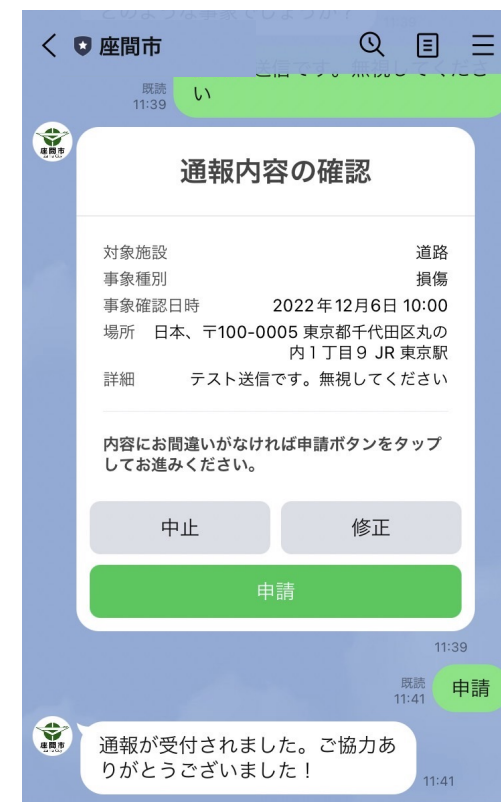 座間市
送信です。無視してくださ
い
既読
11:39
座間市
通報内容の確認
対象施設 道路
事象種別 損傷
事象確認日時 2022年12月6日 10:00
場所 日本、〒100-0005 東京都千代田区丸の
内1丁目9 JR 東京駅
詳細 テスト送信です。無視してください
内容にお間違いがなければ申請ボタンをタップ
してお進みください。
中止 修正
申請
11:39
既読
11:41
申請
座間市
通報が受付されました。ご協力あ
りがとうございました！
11:41